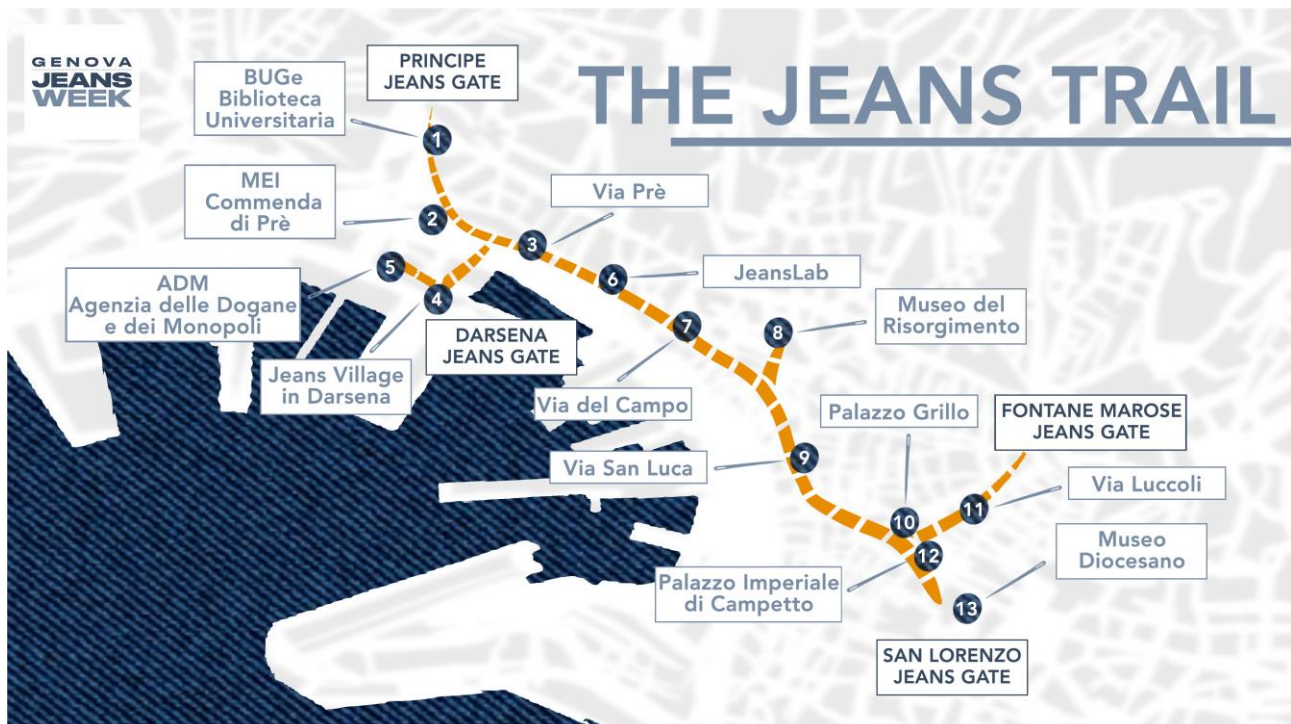 GENOVA
JEANS
WEEK
THE JEANS TRAIL
PRINCIPE
JEANS GATE
BUGe
Biblioteca
Universitaria
1
MEI
Commenda
di Prè
2
Via Prè
3
ADM
Agenzia delle Dogane
e dei Monopoli
5
4
DARSENA
JEANS GATE
Jeans Village
in Darsena
6
JeansLab
7
Via del Campo
8
Museo del
Risorgimento
9
Via San Luca
Palazzo Grillo
10
FONTANE MAROSE
JEANS GATE
11
Via Luccoli
12
Palazzo Imperiale
di Campetto
13
Museo
Diocesano
SAN LORENZO
JEANS GATE